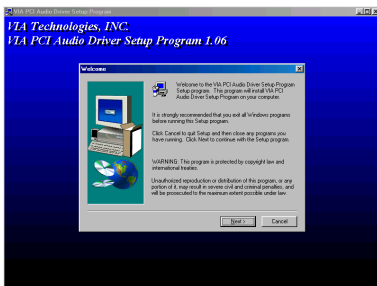 VIA PCI Audio Driver Setup Program
VIA Technologies, INC.
VIA PCI Audio Driver Setup Program 1.06
Welcome
Welcome to the VIA PCI Audio Driver Setup Program
Setup program. This program will install VIA PCI
Audio Driver Setup Program on your computer.
It is strongly recommended that you exit all Windows programs
before running this Setup program.
Click Cancel to quit Setup and then close any programs you
have running. Click Next to continue with the Setup program.
WARNING: This program is protected by copyright law and
international treaties.
Unauthorized reproduction or distribution of this program, or any
portion of it, may result in severe civil and criminal penalties, and
will be prosecuted to the maximum extent possible under law.
Next >
Cancel